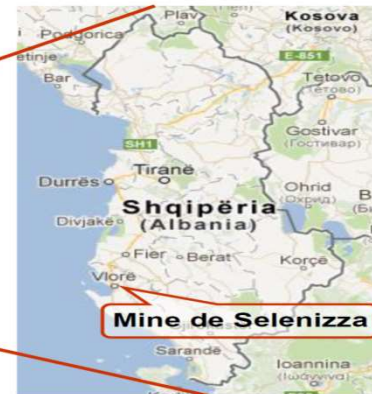 Plav
Kosova
(Kosovo)
Podgorica
etinje
E-851
Bar
Tetovo
(Тетово)
Gostivar
(Гостивар)
SH1
Tiranë
Durrës
Ohrid
(Охрид)
Shqipëria
(Albania)
Divjakë
Fier
Berat
Korçë
Vlorë
Mine de Selenizza
Sarandë
Ioannina
(Ιωάννινα)